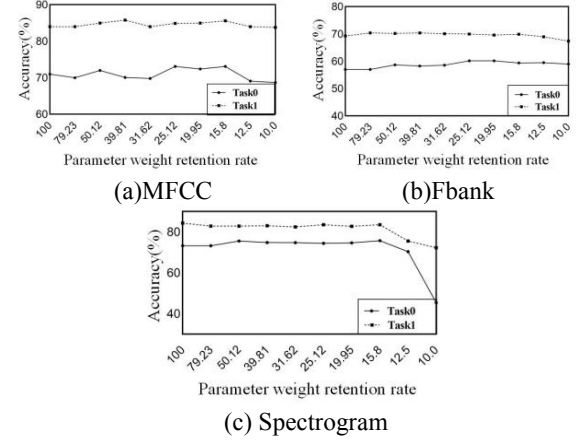 90
80
70
60
Accuracy(%)
Task0
Task1
100
79.23
50.12
39.81
31.62
25.12
19.95
15.8
12.5
10.0
Parameter weight retention rate
(a)MFCC
80
70
60
50
40
Accuracy(%)
Task0
Task1
100
79.23
50.12
39.81
31.62
25.12
19.95
15.8
12.5
10.0
Parameter weight retention rate
(b)Fbank
80
60
40
Accuracy(%)
Task0
Task1
100
79.23
50.12
39.81
31.62
25.12
19.95
15.8
12.5
10.0
Parameter weight retention rate
(c) Spectrogram